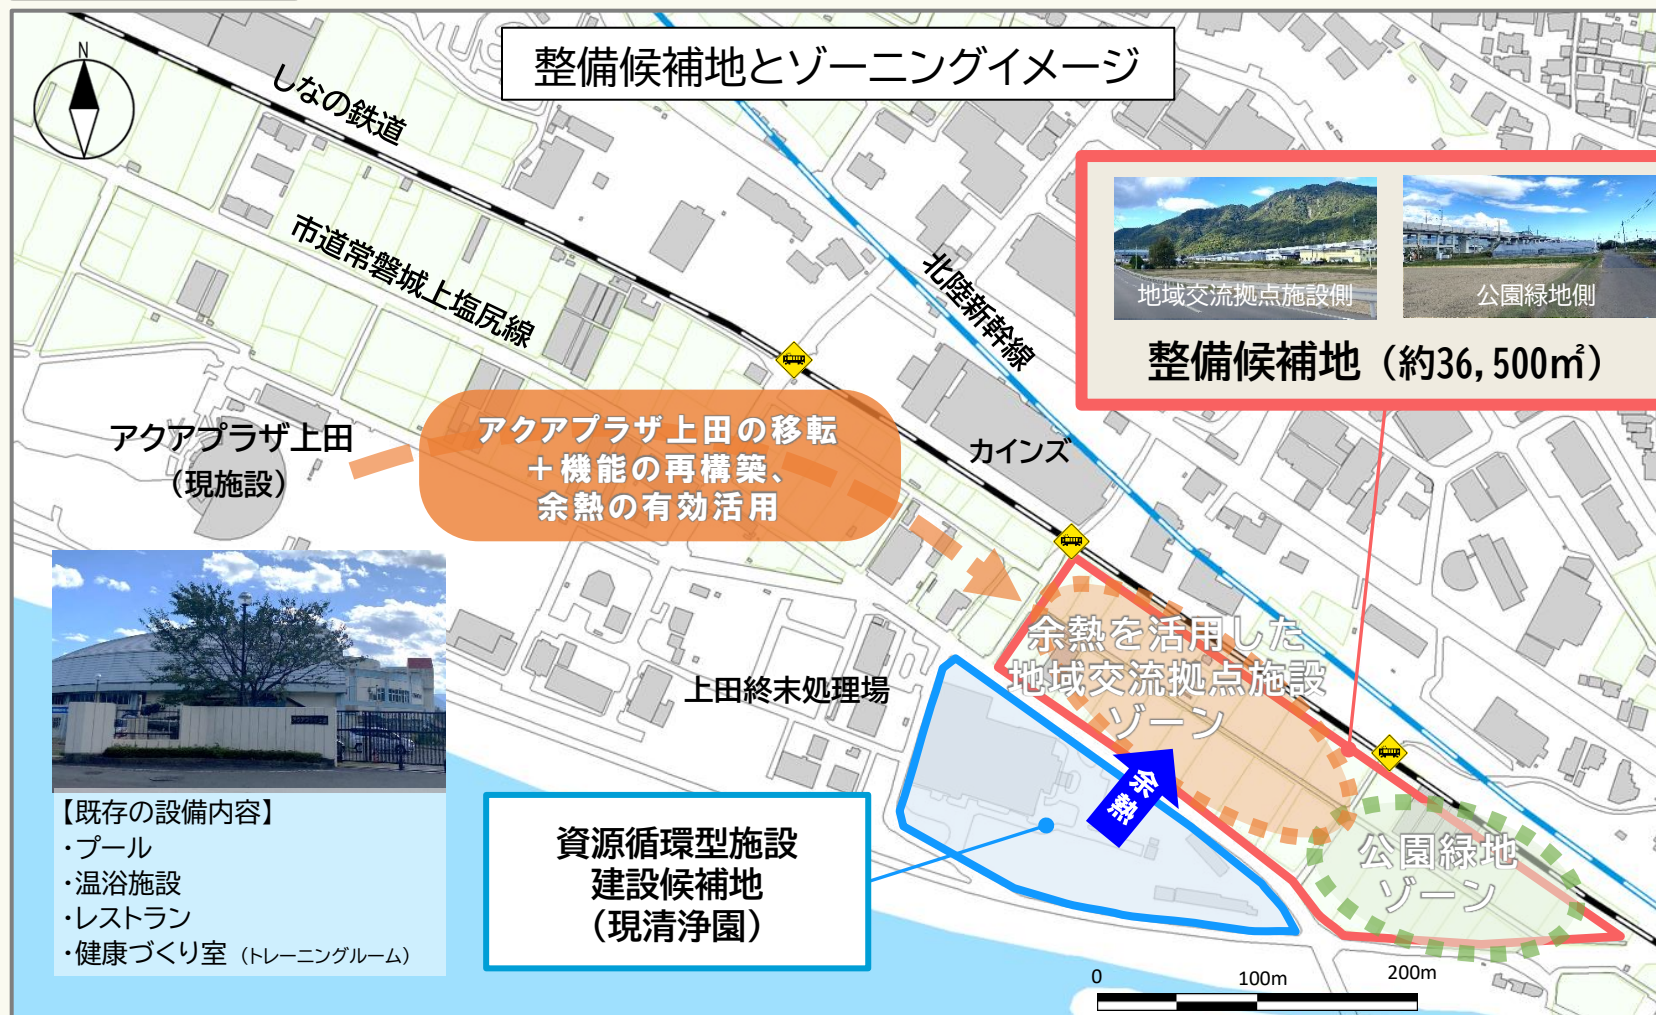 整備候補地とゾーニングイメージ
N
しなの鉄道
市道常磐城上塩尻線
北陸新幹線
地域交流拠点施設側
公園緑地側
整備候補地（約36,500㎡）
アクアプラザ上田
（現施設）
アクアプラザ上田の移転
＋機能の再構築、
余熱の有効活用
カインズ
余熱を活用した
地域交流拠点施設
ゾーン
上田終末処理場
余熱
公園緑地
ゾーン
資源循環型施設
建設候補地
（現清浄園）
【既存の設備内容】
・プール
・温浴施設
・レストラン
・健康づくり室（トレーニングルーム）
0 100m 200m